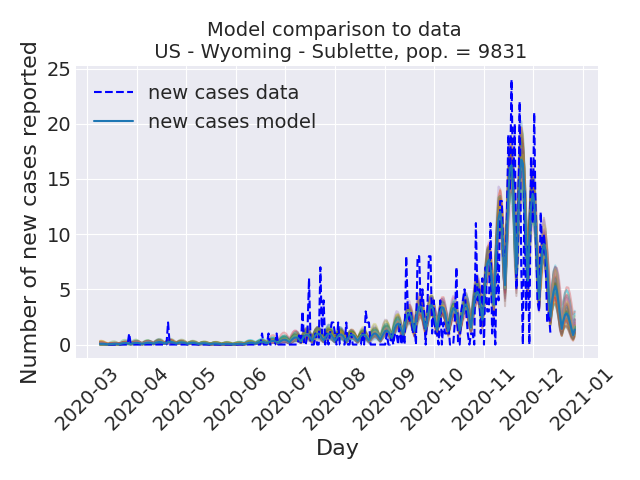 Model comparison to data
US - Wyoming - Sublette, pop. = 9831
Number of new cases reported
25
20
15
10
5
0
new cases data
new cases model
2020-03
2020-04
2020-05
2020-06
2020-07
2020-08
2020-09
2020-10
2020-11
2020-12
2021-01
Day